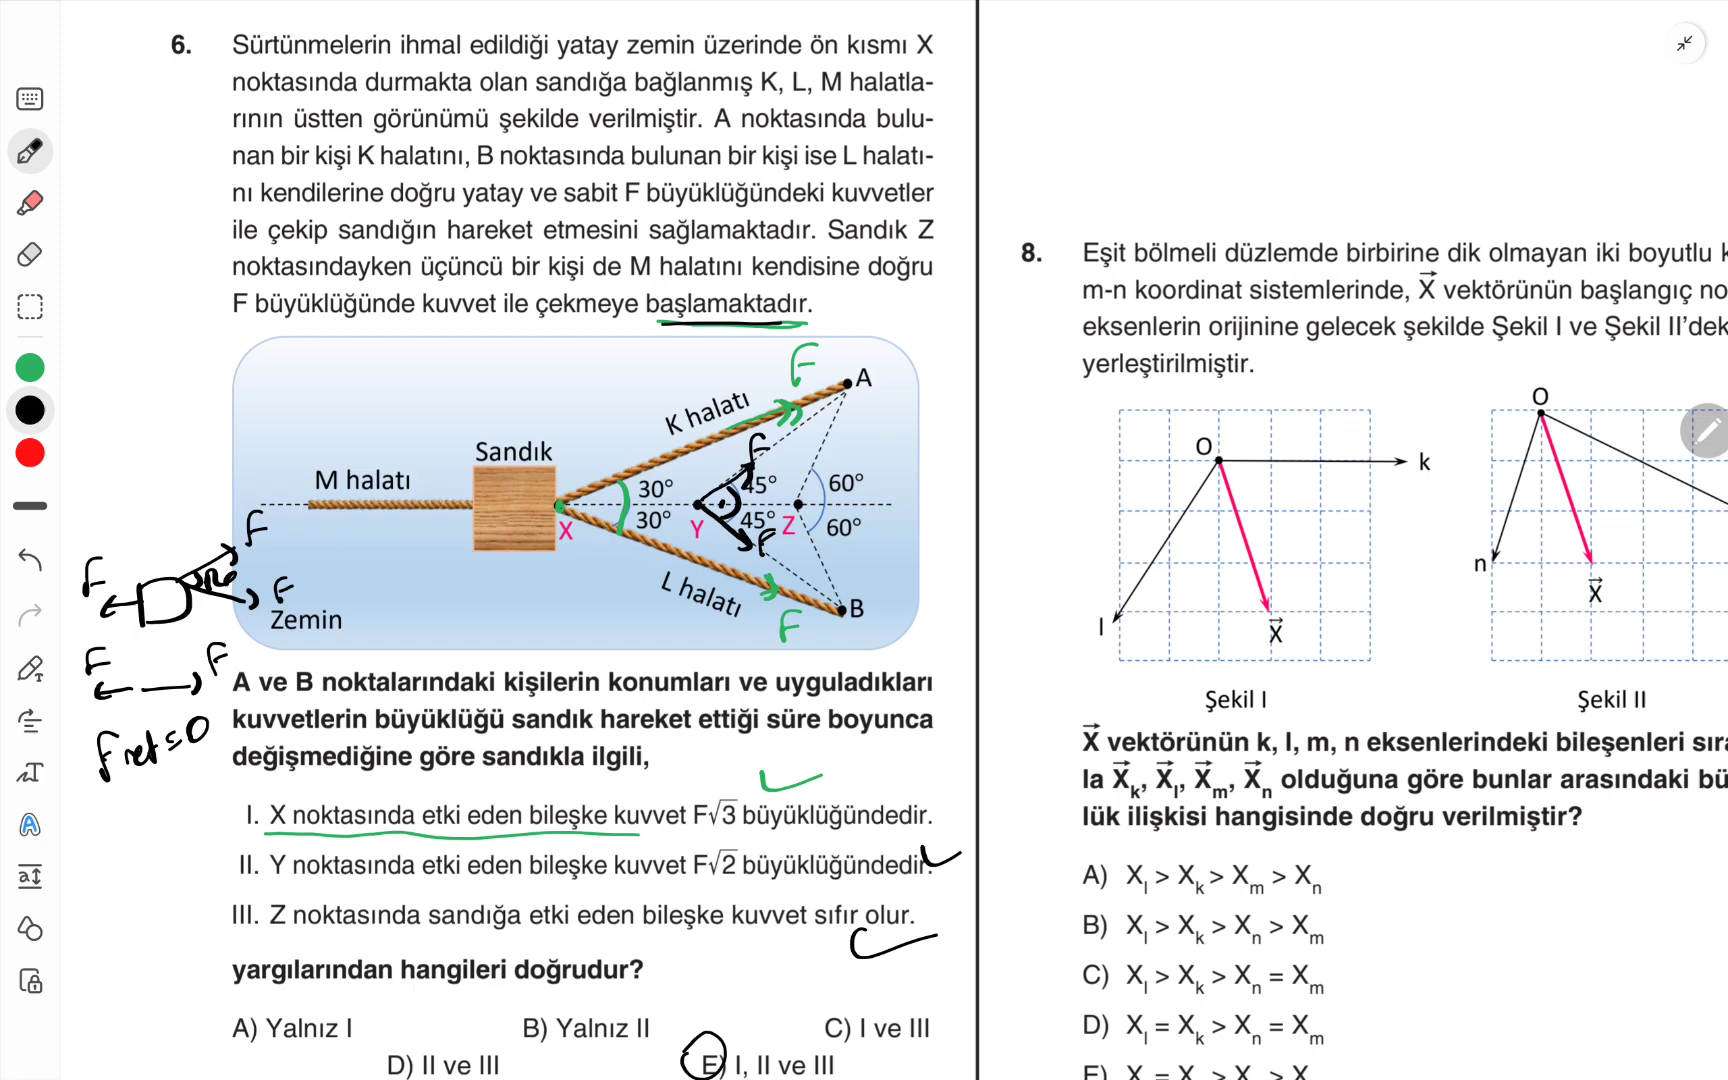 6. Sürtünmelerin ihmal edildiği yatay zemin üzerinde ön kısmı X
noktasında durmakta olan sandığa bağlanmış K, L, M halatla-
rının üstten görünümü şekilde verilmiştir. A noktasında bulu-
nan bir kişi K halatını, B noktasında bulunan bir kişi ise L halatı-
nı kendilerine doğru yatay ve sabit F büyüklüğündeki kuvvetler
ile çekip sandığın hareket etmesini sağlamaktadır. Sandık Z
noktasındayken üçüncü bir kişi de M halatını kendisine doğru
F büyüklüğünde kuvvet ile çekmeye başlamaktadır.
F
A
K halatı
Sandık
F
M halatı
30°
45°
60°
X
Y
Z
30°
45°
60°
F
F
L halatı
B
F
F
F
Zemin
F
F
F net = 0
A ve B noktalarındaki kişilerin konumları ve uyguladıkları
kuvvetlerin büyüklüğü sandık hareket ettiği süre boyunca
değişmediğine göre sandıkla ilgili,
I. X noktasında etki eden bileşke kuvvet F√3 büyüklüğündedir.
II. Y noktasında etki eden bileşke kuvvet F√2 büyüklüğündedir.
III. Z noktasında sandığa etki eden bileşke kuvvet sıfır olur.
yargılarından hangileri doğrudur?
A) Yalnız I B) Yalnız II C) I ve III
D) II ve III E) I, II ve III
8. Eşit bölmeli düzlemde birbirine dik olmayan iki boyutlu k
m-n koordinat sistemlerinde, X⃗ vektörünün başlangıç no
eksenlerin orijinine gelecek şekilde Şekil I ve Şekil II'dek
yerleştirilmiştir.
O
k
l
X⃗
Şekil I
O
n
X⃗
Şekil II
X⃗ vektörünün k, l, m, n eksenlerindeki bileşenleri sıra
la X⃗k, X⃗l, X⃗m, X⃗n olduğuna göre bunlar arasındaki bü
lük ilişkisi hangisinde doğru verilmiştir?
A) Xl > Xk > Xm > Xn
B) Xl > Xk > Xn > Xm
C) Xl > Xk > Xn = Xm
D) Xl = Xk > Xn = Xm